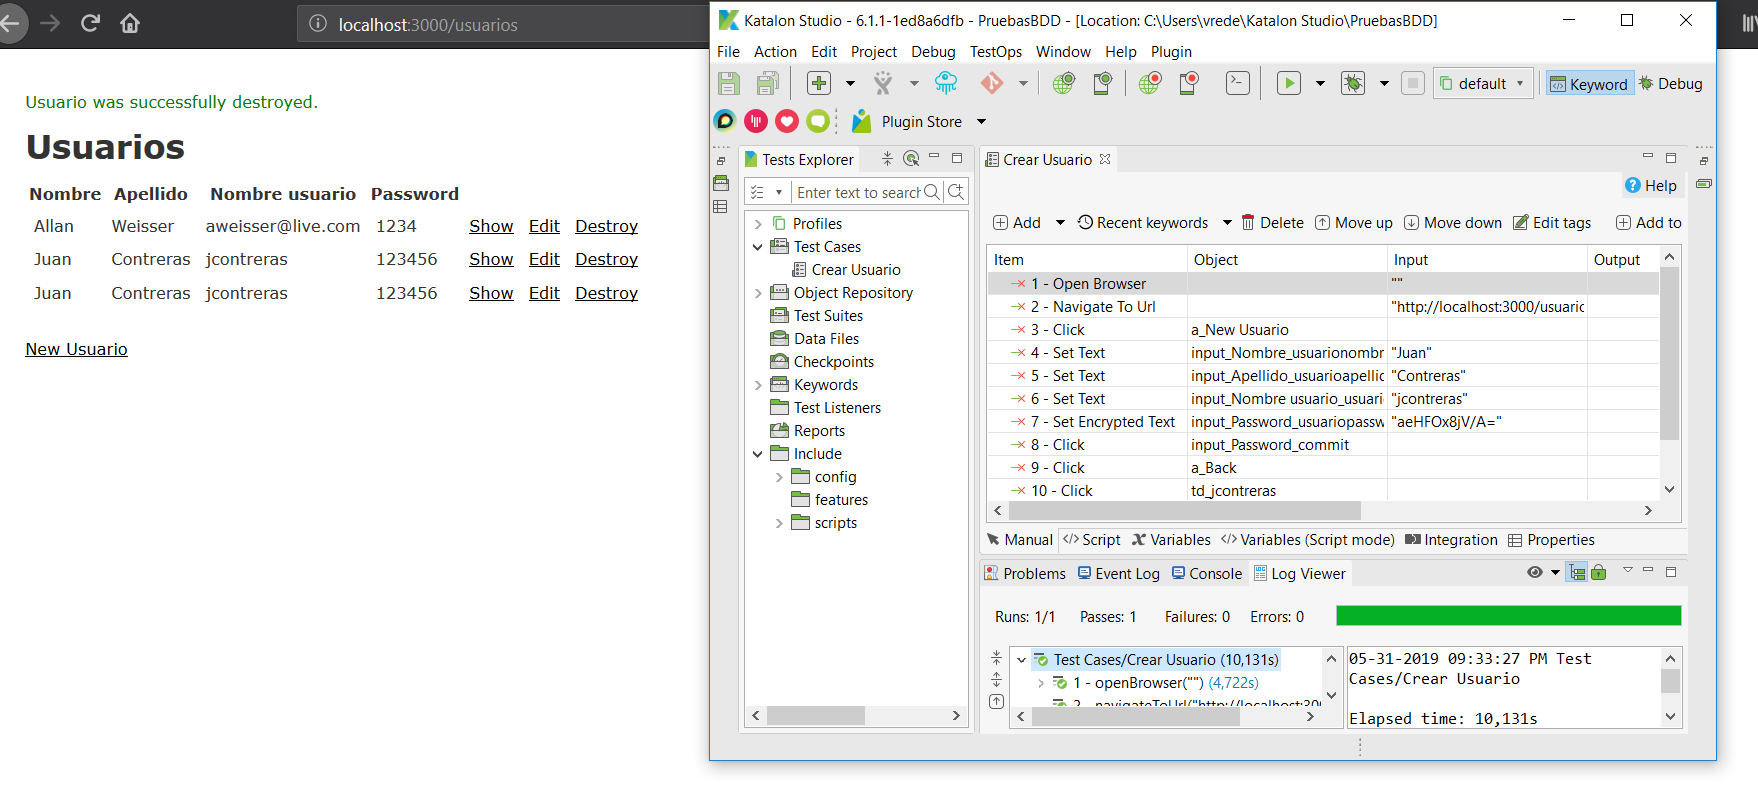 localhost:3000/usuarios
Usuario was successfully destroyed.
Usuarios
Nombre Apellido Nombre usuario Password
Allan Weisser aweisser@live.com 1234 Show Edit Destroy
Juan Contreras jcontreras 123456 Show Edit Destroy
Juan Contreras jcontreras 123456 Show Edit Destroy
New Usuario
Katalon Studio - 6.1.1-1ed8a6dfb - PruebasBDD - [Location: C:\Users\vrede\Katalon Studio\PruebasBDD]
File Action Edit Project Debug TestOps Window Help Plugin
default Keyword Debug
Plugin Store
Tests Explorer
Enter text to search
Profiles
Test Cases
Crear Usuario
Object Repository
Test Suites
Data Files
Checkpoints
Keywords
Test Listeners
Reports
Include
config
features
scripts
Crear Usuario
Help
Add Recent keywords Delete Move up Move down Edit tags Add to
Item Object Input Output
1 - Open Browser ""
2 - Navigate To Url "http://localhost:3000/usuaric
3 - Click a_New Usuario
4 - Set Text input_Nombre_usuarionombr "Juan"
5 - Set Text input_Apellido_usuarioapellic "Contreras"
6 - Set Text input_Nombre usuario_usuari "jcontreras"
7 - Set Encrypted Text input_Password_usuariopassw "aeHFOx8jV/A="
8 - Click input_Password_commit
9 - Click a_Back
10 - Click td_jcontreras
Manual Script Variables Variables (Script mode) Integration Properties
Problems Event Log Console Log Viewer
Runs: 1/1 Passes: 1 Failures: 0 Errors: 0
Test Cases/Crear Usuario (10,131s)
1 - openBrowser("") (4,722s)
2 - navigateToUrl("http://localhost:300
05-31-2019 09:33:27 PM Test
Cases/Crear Usuario
Elapsed time: 10,131s